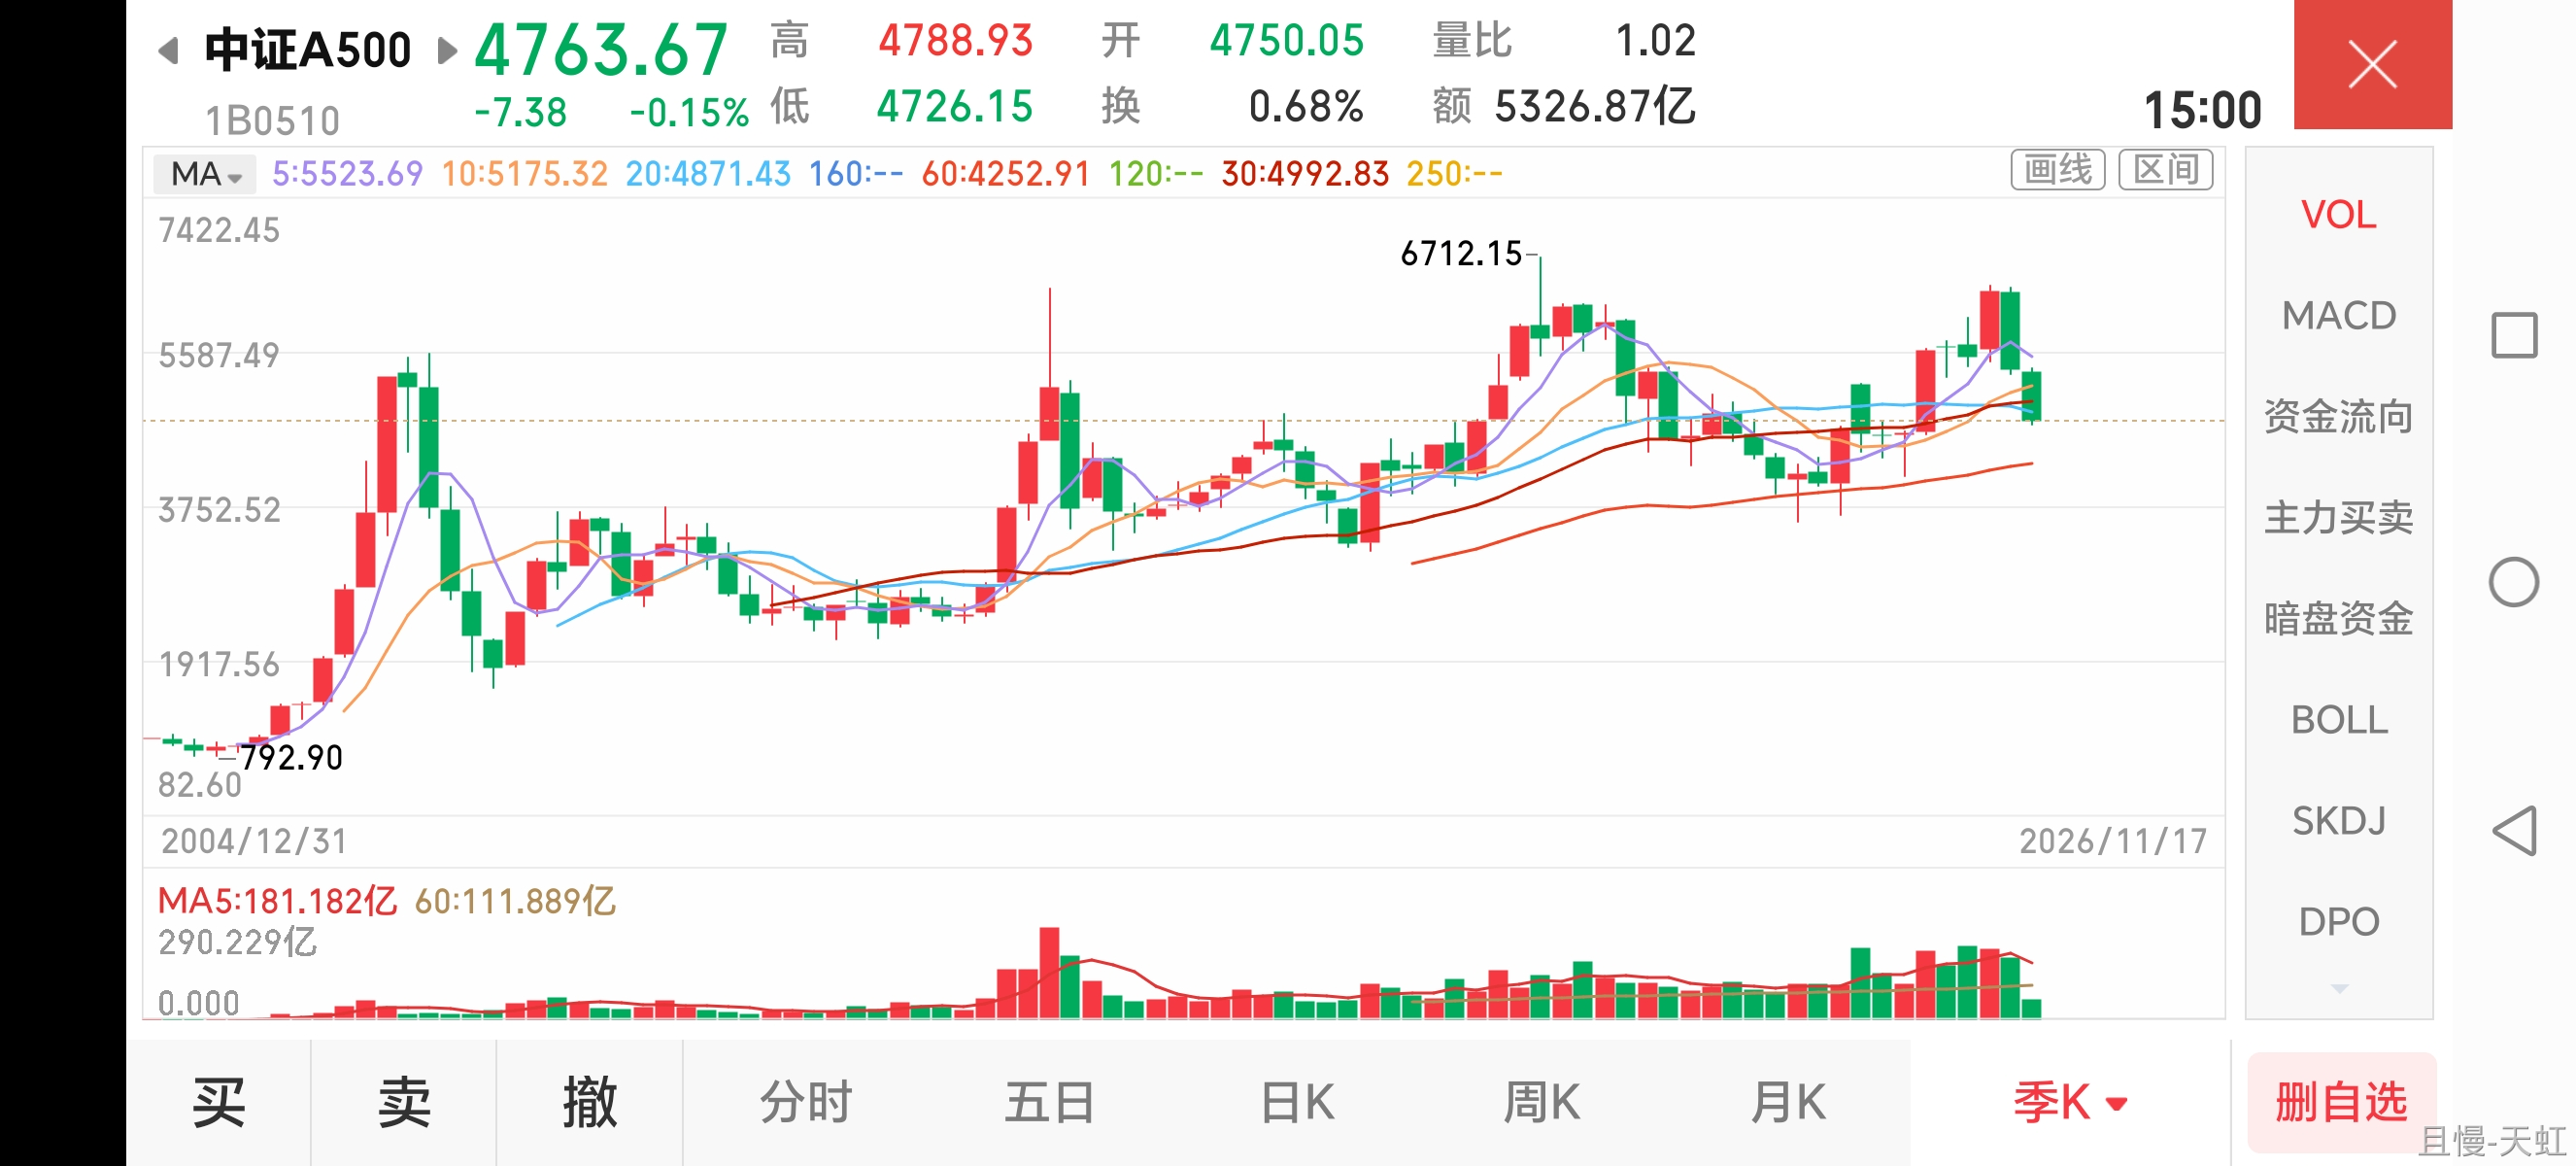 中证A500 4763.67 高 4788.93 开 4750.05 量比 1.02
1B0510 -7.38 -0.15% 低 4726.15 换 0.68% 额 5326.87亿 15:00
MA 5:5523.69 10:5175.32 20:4871.43 160:-- 60:4252.91 120:-- 30:4992.83 250:-- 画线 区间
7422.45
6712.15
5587.49
3752.52
1917.56
792.90
82.60
2004/12/31 2026/11/17
MA5:181.182亿 60:111.889亿
290.229亿
0.000
VOL
MACD
资金流向
主力买卖
暗盘资金
BOLL
SKDJ
DPO
买 卖 撤 分时 五日 日K 周K 月K 季K 删自选
且慢-天虹